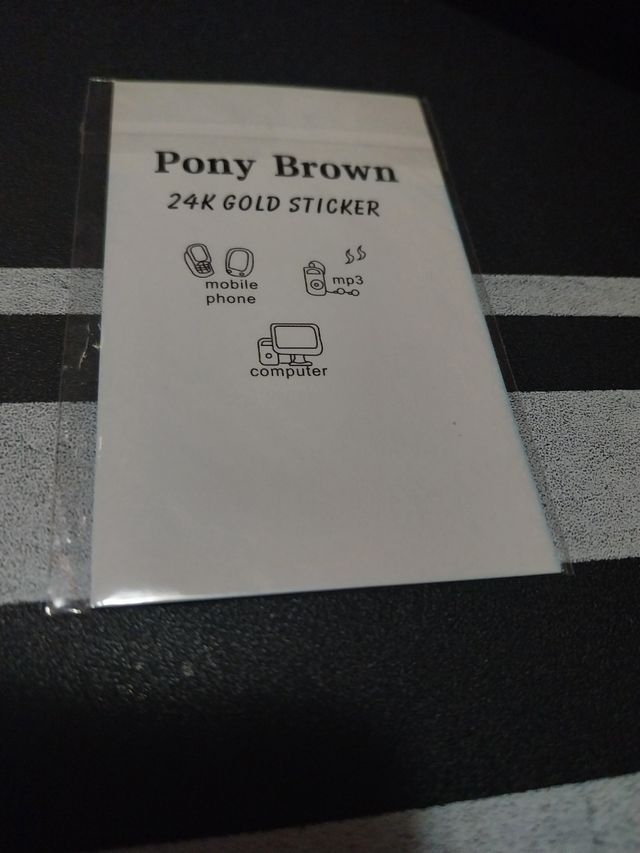 Pony Brown
24K GOLD STICKER
mobile
phone
mp3
computer